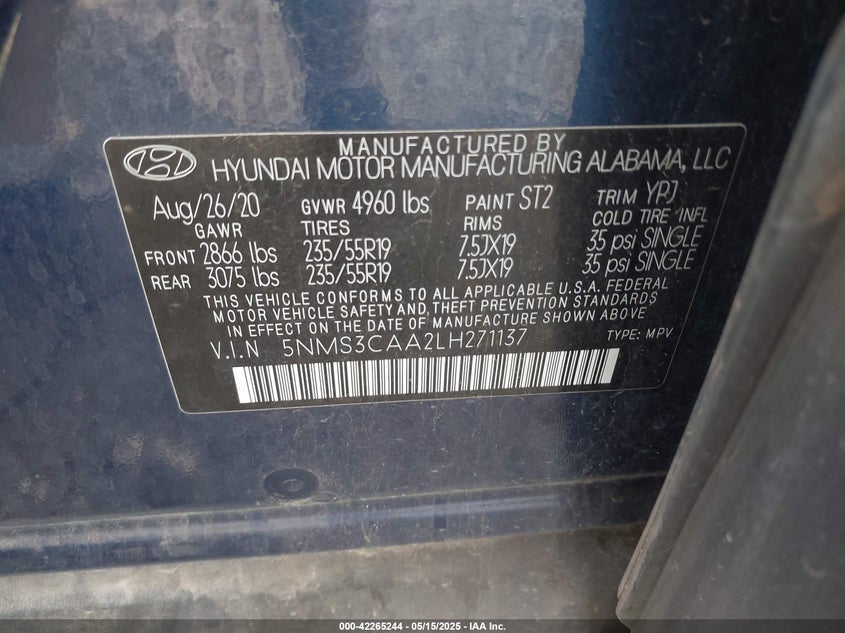 MANUFACTURED BY
HYUNDAI MOTOR MANUFACTURING ALABAMA, LLC
Aug/26/20 GVWR 4960 lbs PAINT ST2 TRIM YPJ
GAWR TIRES RIMS COLD TIRE INFL
FRONT 2866 lbs 235/55R19 7.5JX19 35 psi SINGLE
REAR 3075 lbs 235/55R19 7.5JX19 35 psi SINGLE
THIS VEHICLE CONFORMS TO ALL APPLICABLE U.S.A. FEDERAL
MOTOR VEHICLE SAFETY AND THEFT PREVENTION STANDARDS
IN EFFECT ON THE DATE OF MANUFACTURE SHOWN ABOVE
V.I.N 5NMS3CAA2LH271137 TYPE: MPV
000-42265244 - 05/15/2025 - IAA Inc.